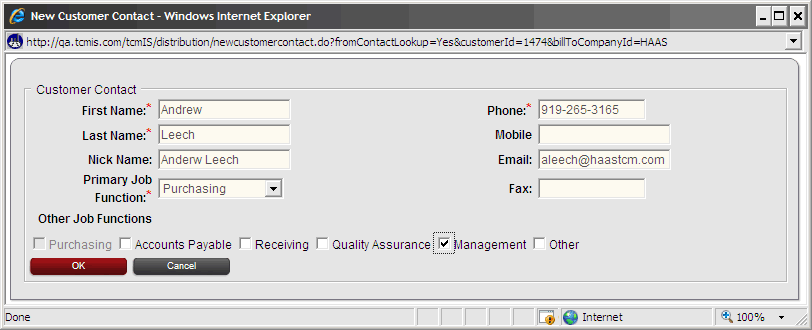 New Customer Contact - Windows Internet Explorer
http://qa.tcmis.com/tcmIS/distribution/newcustomercontact.do?fromContactLookup=Yes&customerId=1474&billToCompanyId=HAAS
Customer Contact
First Name:* Andrew Phone:* 919-265-3165
Last Name:* Leech Mobile
Nick Name: Anderw Leech Email: aleech@haastcm.com
Primary Job
Function:* Purchasing Fax:
Other Job Functions
Purchasing Accounts Payable Receiving Quality Assurance Management Other
OK Cancel
Done Internet 100%